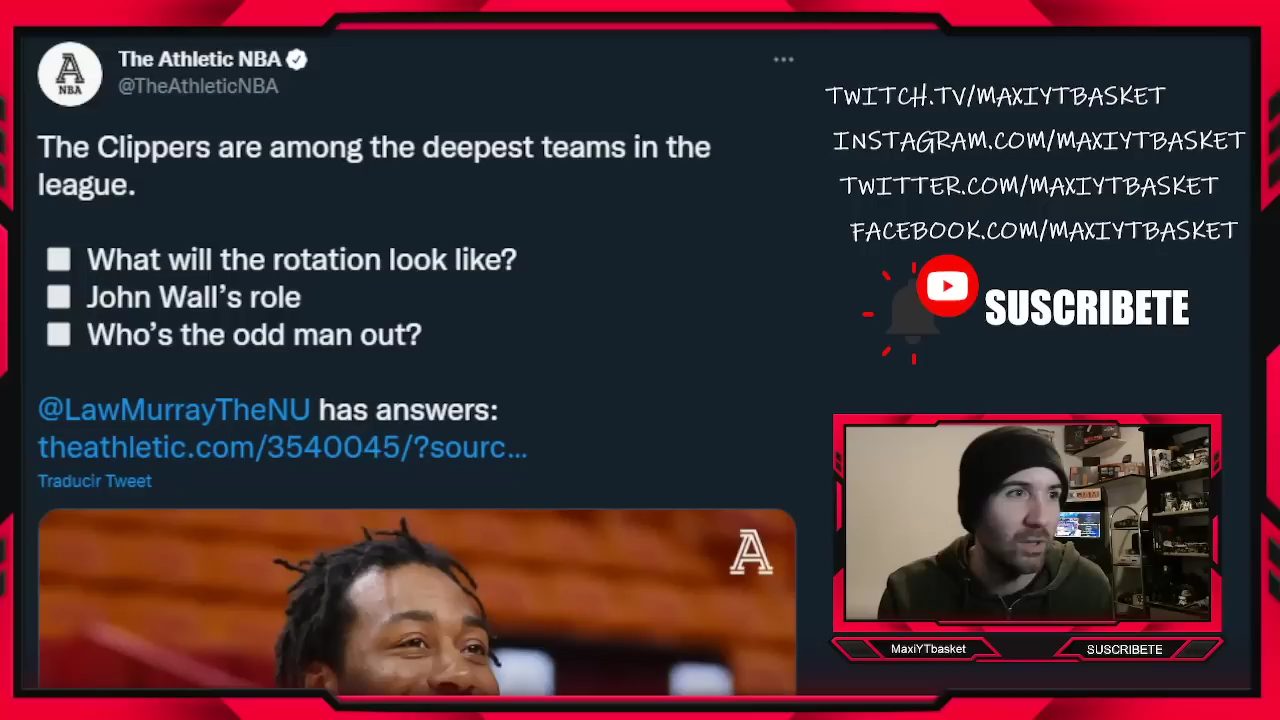 The Athletic NBA
@TheAthleticNBA
NBA
The Clippers are among the deepest teams in the
league.
What will the rotation look like?
John Wall's role
Who's the odd man out?
@LawMurrayTheNU has answers:
theathletic.com/3540045/?sourc...
Traducir Tweet
A
TWITCH.TV/MAXIYTBASKET
INSTAGRAM.COM/MAXIYTBASKET
TWITTER.COM/MAXIYTBASKET
FACEBOOK.COM/MAXIYTBASKET
SUSCRIBETE
MaxiYTbasket
SUSCRIBETE